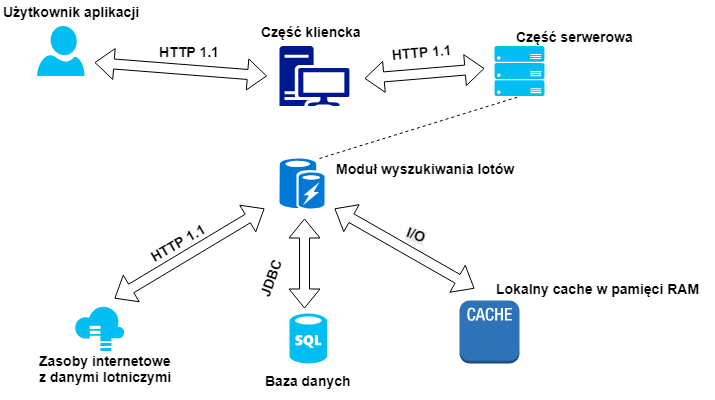 Użytkownik aplikacji
HTTP 1.1
Część kliencka
HTTP 1.1
Część serwerowa
Moduł wyszukiwania lotów
HTTP 1.1
JDBC
I/O
Zasoby internetowe
z danymi lotniczymi
SQL
Baza danych
Lokalny cache w pamięci RAM
CACHE